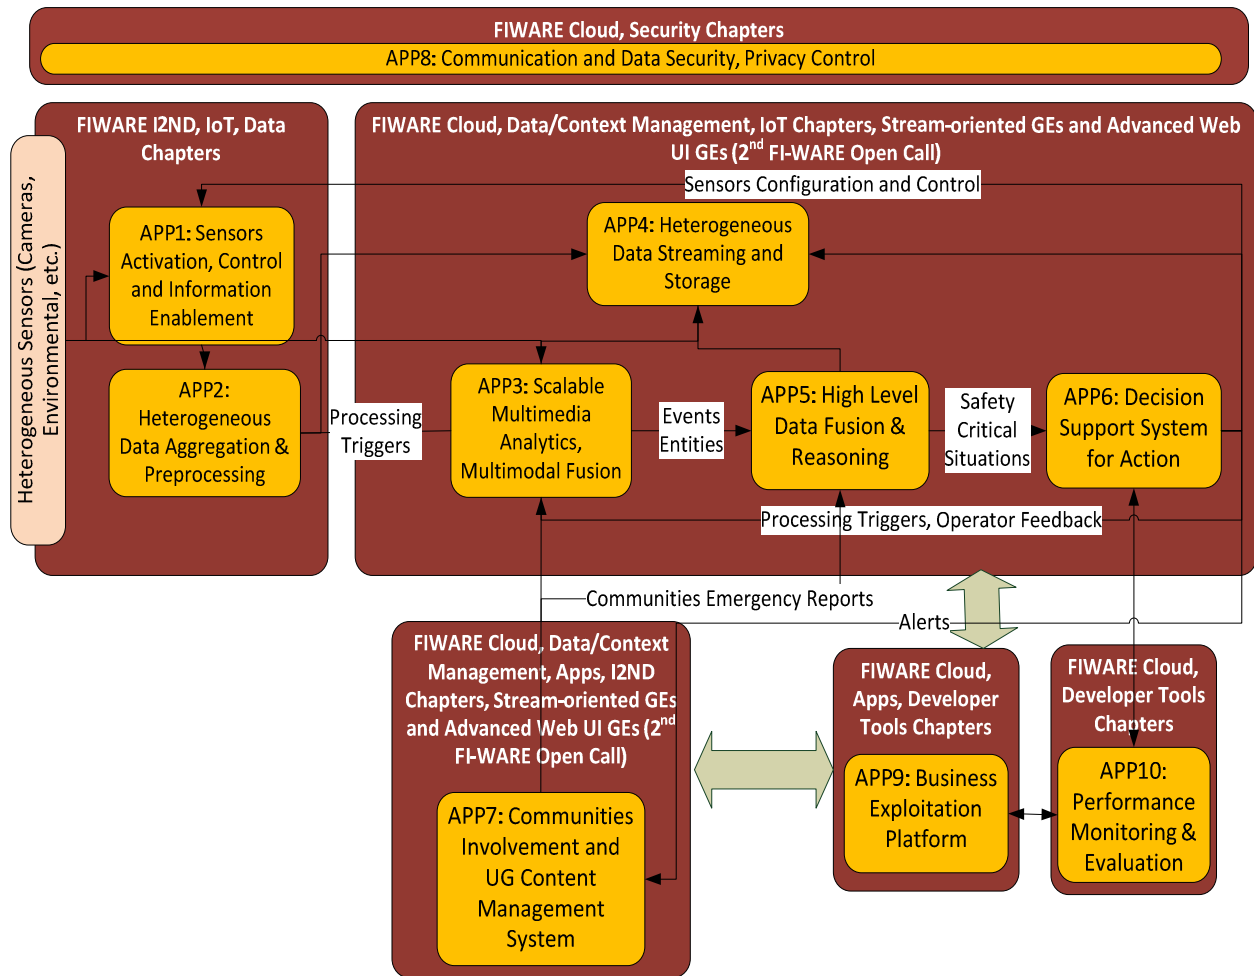 FIWARE Cloud, Security Chapters
APP8: Communication and Data Security, Privacy Control
FIWARE I2ND, IoT, Data
Chapters
FIWARE Cloud, Data/Context Management, IoT Chapters, Stream-oriented GEs and Advanced Web
UI GEs (2nd FI-WARE Open Call)
Heterogeneous Sensors (Cameras,
Environmental, etc.)
Sensors Configuration and Control
APP1: Sensors
Activation, Control
and Information
Enablement
APP4: Heterogeneous
Data Streaming and
Storage
APP2:
Heterogeneous
Data Aggregation &
Preprocessing
Processing
Triggers
APP3: Scalable
Multimedia
Analytics,
Multimodal Fusion
Events
Entities
APP5: High Level
Data Fusion &
Reasoning
Safety
Critical
Situations
APP6: Decision
Support System
for Action
Processing Triggers, Operator Feedback
Communities Emergency Reports
Alerts
FIWARE Cloud, Data/Context
Management, Apps, I2ND
Chapters, Stream-oriented GEs
and Advanced Web UI GEs (2nd
FI-WARE Open Call)
APP7: Communities
Involvement and
UG Content
Management
System
FIWARE Cloud,
Apps, Developer
Tools Chapters
APP9: Business
Exploitation
Platform
FIWARE Cloud,
Developer Tools
Chapters
APP10:
Performance
Monitoring &
Evaluation